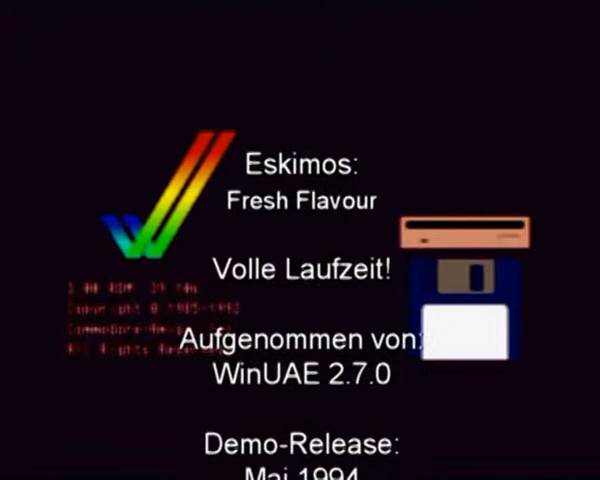 Eskimos:
Fresh Flavour
Volle Laufzeit!
Aufgenommen von:
WinUAE 2.7.0
Demo-Release:
Mai 1994